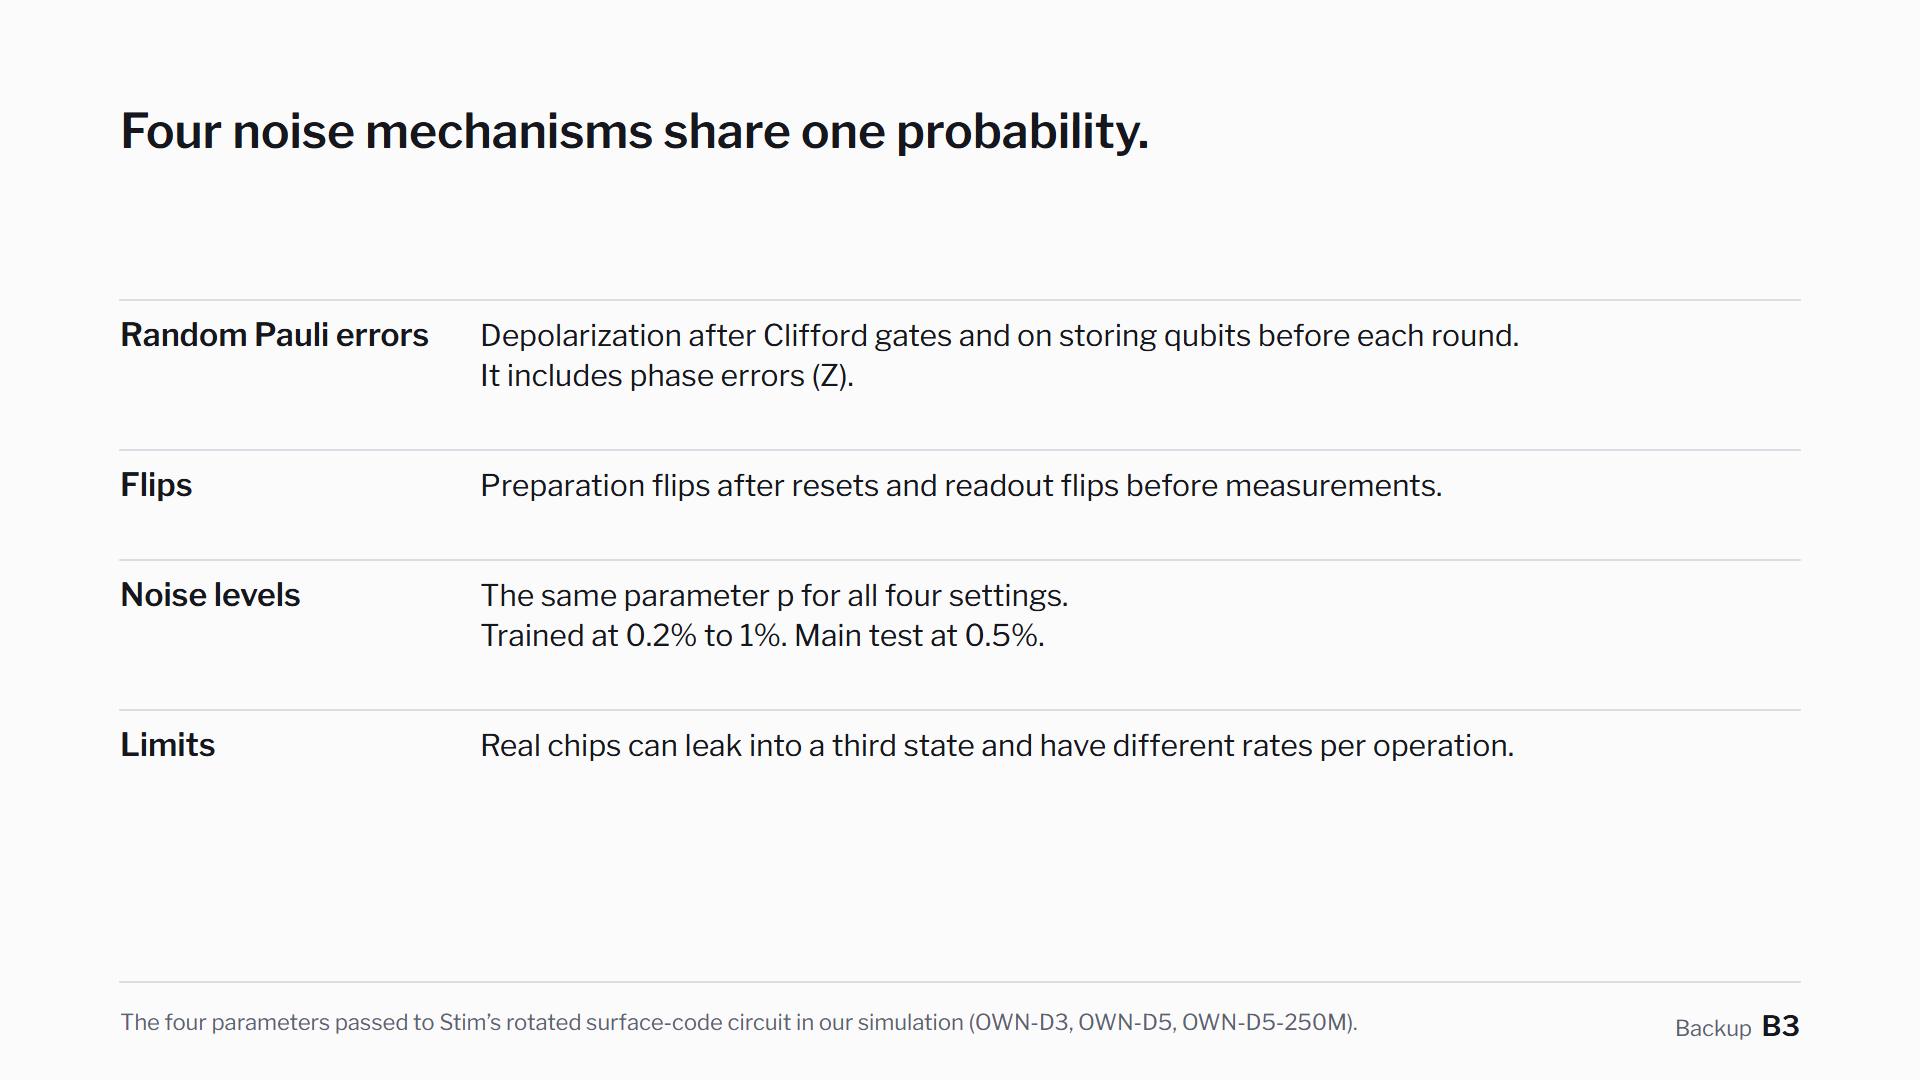 Four noise mechanisms share one probability.
Random Pauli errors
Depolarization after Clifford gates and on storing qubits before each round.
It includes phase errors (Z).
Flips
Preparation flips after resets and readout flips before measurements.
Noise levels
The same parameter p for all four settings.
Trained at 0.2% to 1%. Main test at 0.5%.
Limits
Real chips can leak into a third state and have different rates per operation.
The four parameters passed to Stim’s rotated surface-code circuit in our simulation (OWN-D3, OWN-D5, OWN-D5-250M).
Backup B3